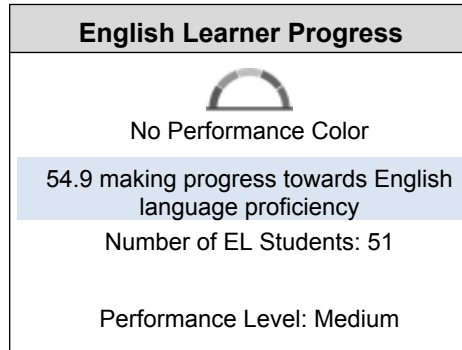 English Learner Progress
No Performance Color
54.9 making progress towards English
language proficiency
Number of EL Students: 51
Performance Level: Medium